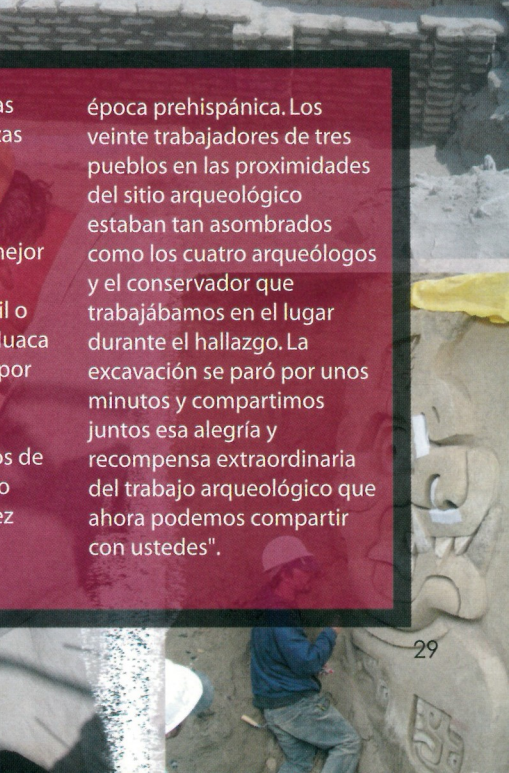 as
época prehispánica. Los
veinte trabajadores de tres
pueblos en las proximidades
del sitio arqueológico
estaban tan asombrados
como los cuatro arqueólogos
y el conservador que
trabajábamos en el lugar
durante el hallazgo. La
excavación se paró por unos
minutos y compartimos
juntos esa alegría y
recompensa extraordinaria
del trabajo arqueológico que
ahora podemos compartir
con ustedes".
29